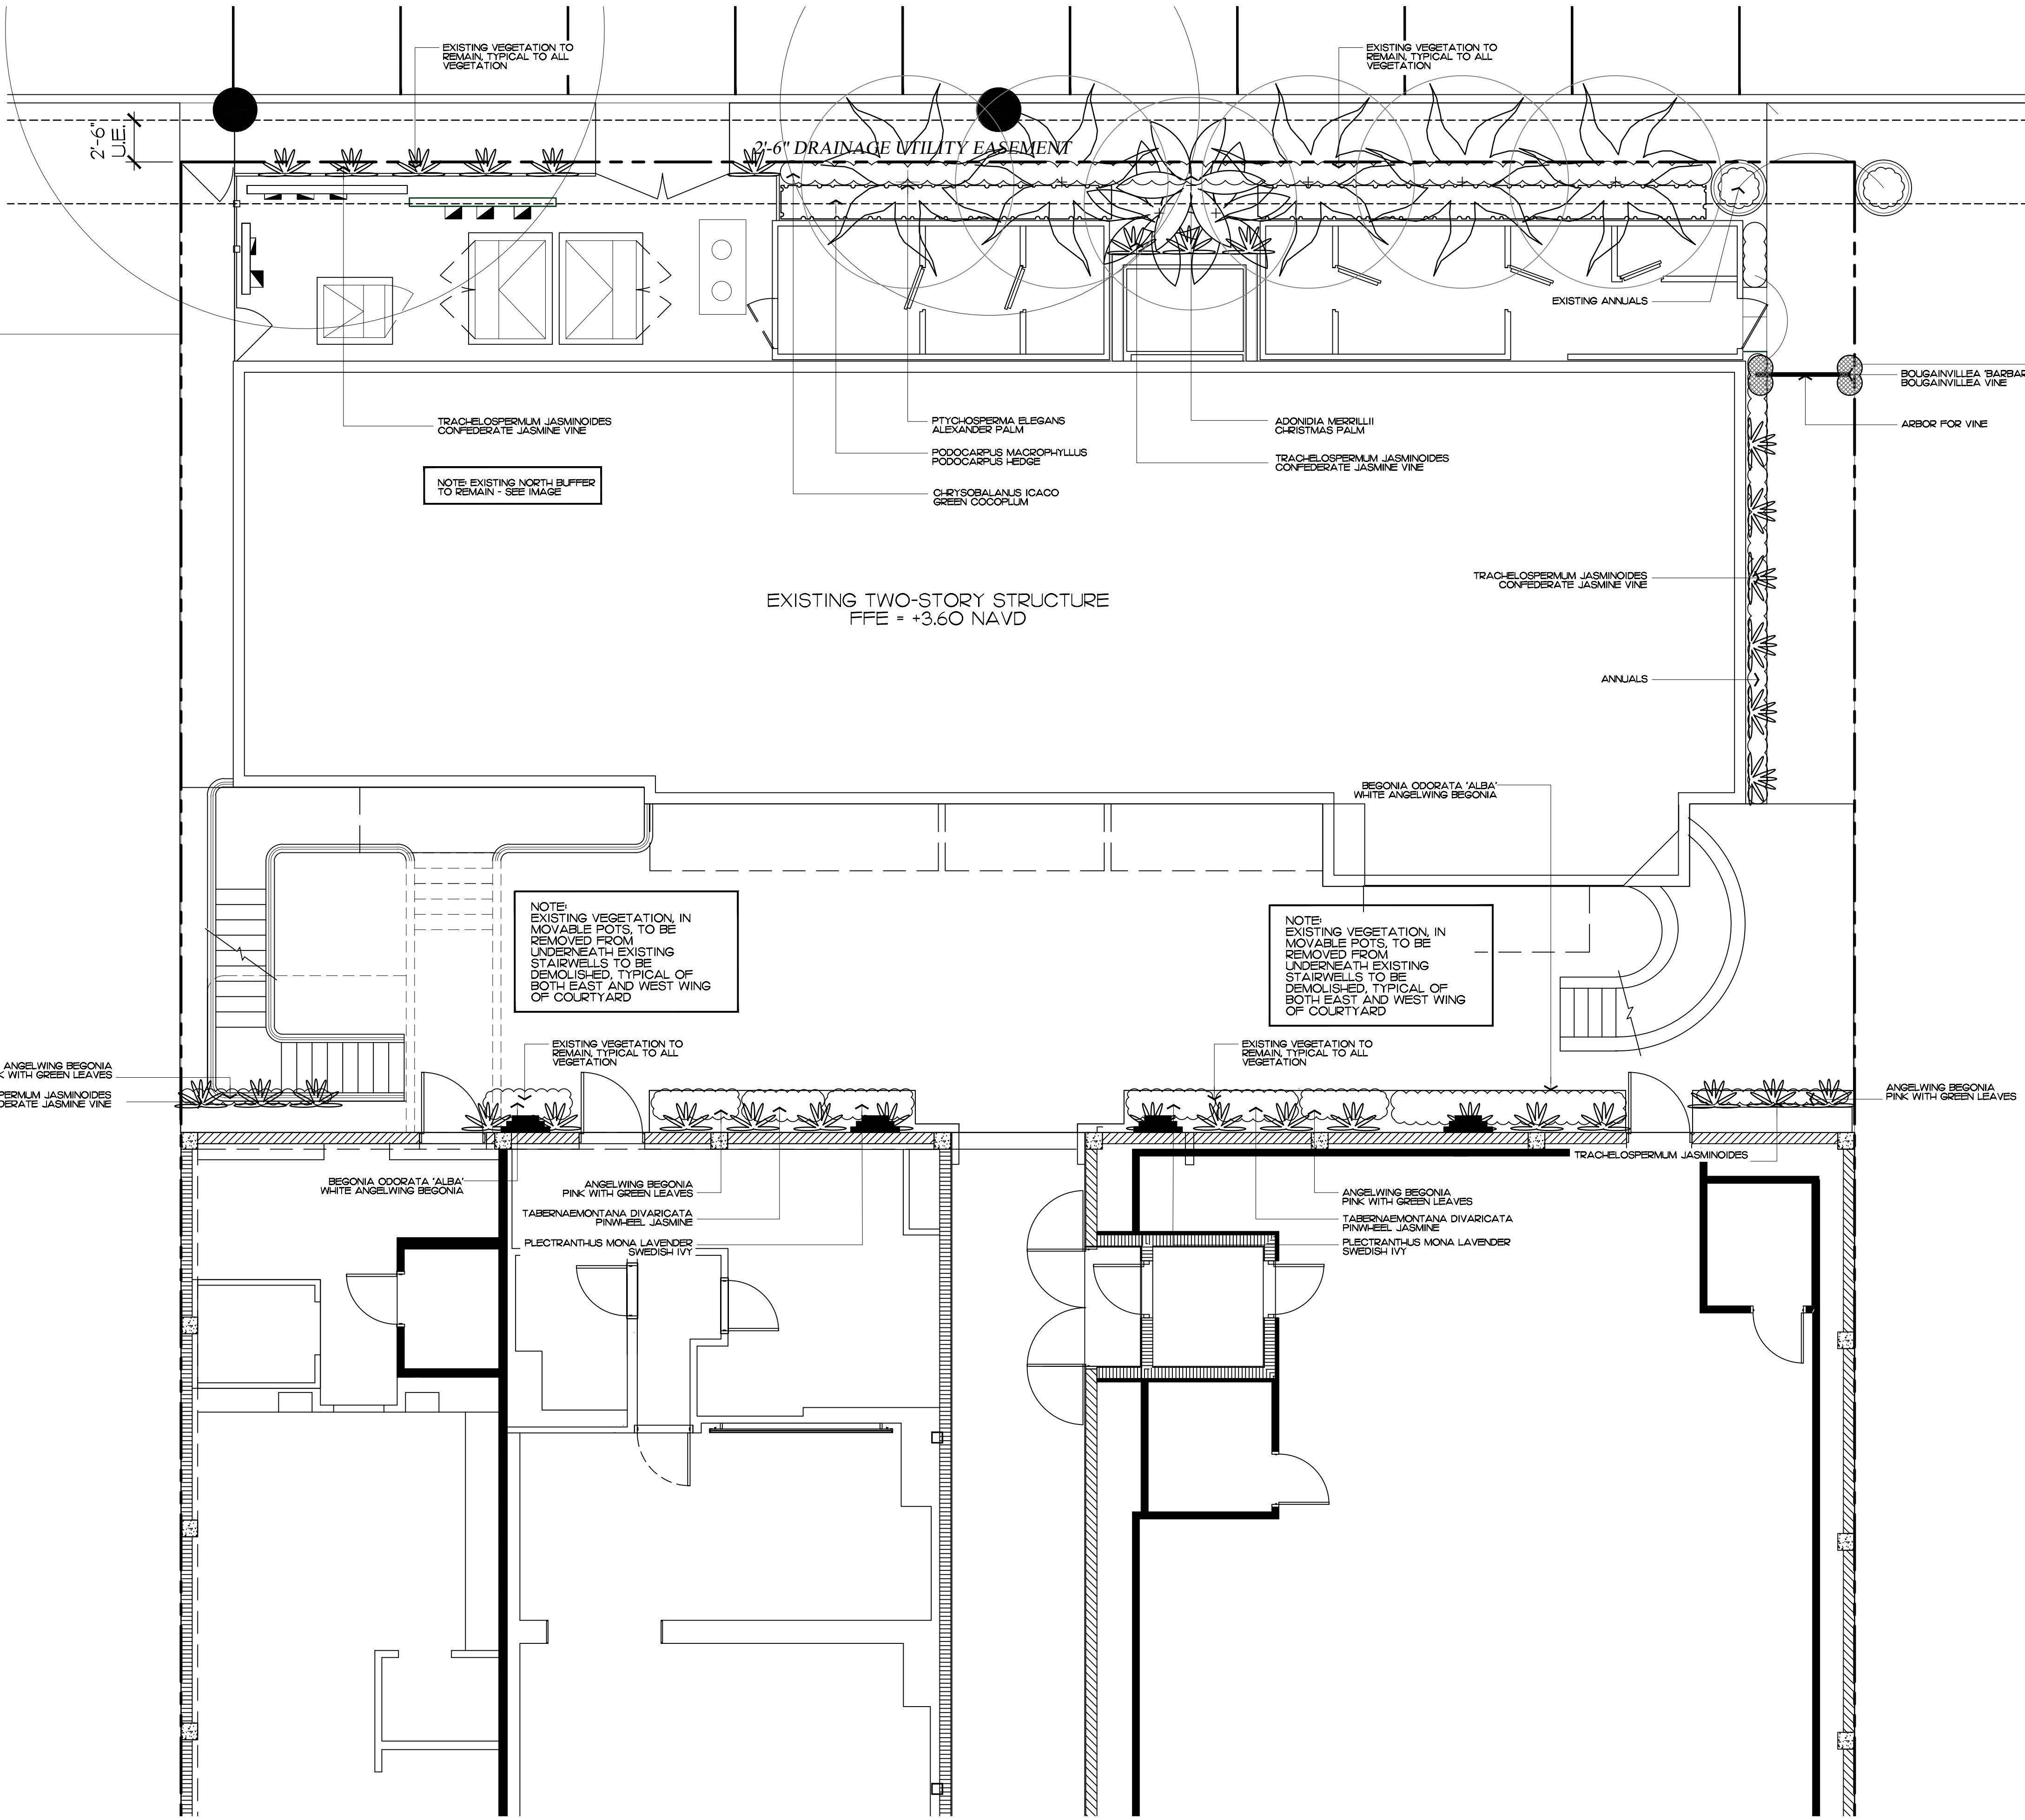 EXISTING VEGETATION TO
REMAIN, TYPICAL TO ALL
VEGETATION
EXISTING VEGETATION TO
REMAIN, TYPICAL TO ALL
VEGETATION
2'-6"
U.E.
2'-6" DRAINAGE UTILITY EASEMENT
EXISTING ANNUALS
BOUGAINVILLEA 'BARBAR
BOUGAINVILLEA VINE
ARBOR FOR VINE
TRACHELOSPERMUM JASMINOIDES
CONFEDERATE JASMINE VINE
PTYCHOSPERMA ELEGANS
ALEXANDER PALM
ADONIDIA MERRILLII
CHRISTMAS PALM
PODOCARPUS MACROPHYLLUS
PODOCARPUS HEDGE
TRACHELOSPERMUM JASMINOIDES
CONFEDERATE JASMINE VINE
NOTE: EXISTING NORTH BUFFER
TO REMAIN - SEE IMAGE
CHRYSOBALANUS ICACO
GREEN COCOPLUM
TRACHELOSPERMUM JASMINOIDES
CONFEDERATE JASMINE VINE
EXISTING TWO-STORY STRUCTURE
FFE = +3.60 NAVD
ANNUALS
BEGONIA ODORATA 'ALBA'
WHITE ANGELWING BEGONIA
NOTE:
EXISTING VEGETATION, IN
MOVABLE POTS, TO BE
REMOVED FROM
UNDERNEATH EXISTING
STAIRWELLS TO BE
DEMOLISHED, TYPICAL OF
BOTH EAST AND WEST WING
OF COURTYARD
NOTE:
EXISTING VEGETATION, IN
MOVABLE POTS, TO BE
REMOVED FROM
UNDERNEATH EXISTING
STAIRWELLS TO BE
DEMOLISHED, TYPICAL OF
BOTH EAST AND WEST WING
OF COURTYARD
EXISTING VEGETATION TO
REMAIN, TYPICAL TO ALL
VEGETATION
EXISTING VEGETATION TO
REMAIN, TYPICAL TO ALL
VEGETATION
ANGELWING BEGONIA
K WITH GREEN LEAVES
PERMUM JASMINOIDES
DERATE JASMINE VINE
ANGELWING BEGONIA
PINK WITH GREEN LEAVES
TRACHELOSPERMUM JASMINOIDES
BEGONIA ODORATA 'ALBA'
WHITE ANGELWING BEGONIA
ANGELWING BEGONIA
PINK WITH GREEN LEAVES
TABERNAEMONTANA DIVARICATA
PINWHEEL JASMINE
PLECTRANTHUS MONA LAVENDER
SWEDISH IVY
ANGELWING BEGONIA
PINK WITH GREEN LEAVES
TABERNAEMONTANA DIVARICATA
PINWHEEL JASMINE
PLECTRANTHUS MONA LAVENDER
SWEDISH IVY